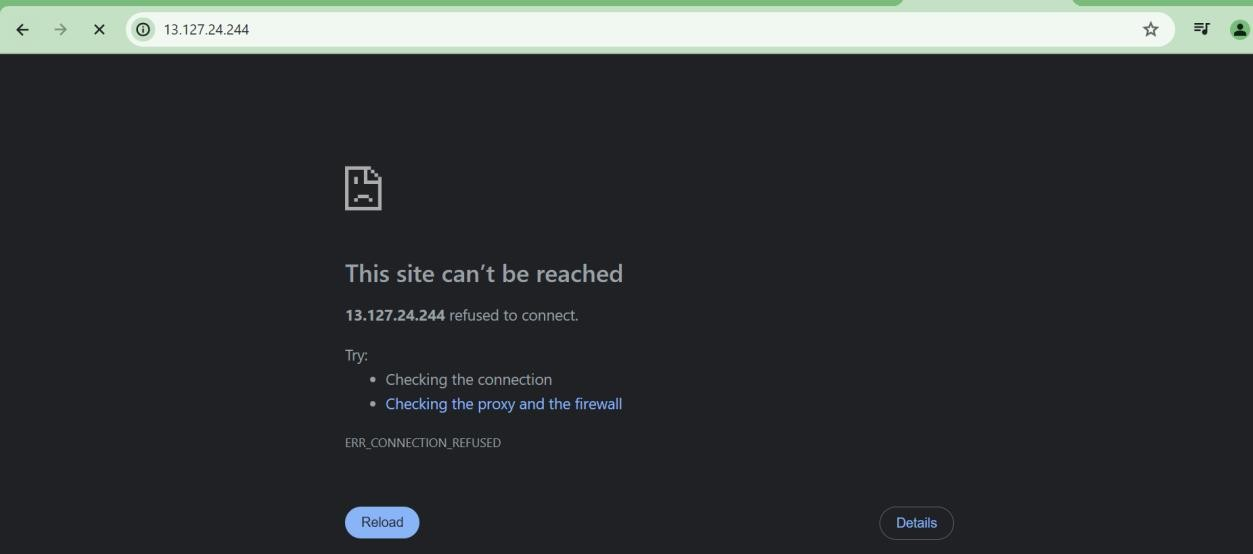 13.127.24.244
This site can’t be reached
13.127.24.244 refused to connect.
Try:
• Checking the connection
• Checking the proxy and the firewall
ERR_CONNECTION_REFUSED
Reload
Details